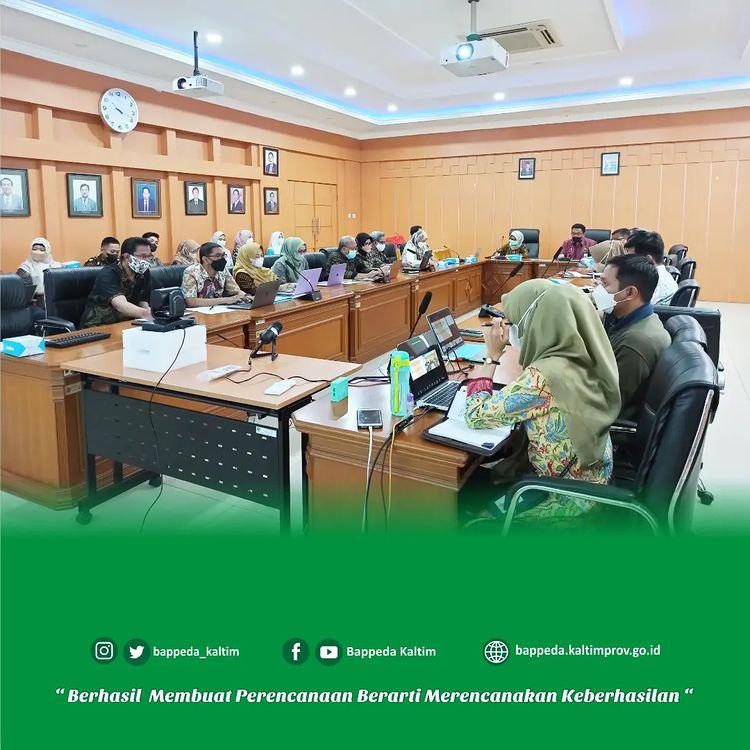 bappeda_kaltim
Bappeda Kaltim
bappeda.kaltimprov.go.id
“ Berhasil Membuat Perencanaan Berarti Merencanakan Keberhasilan “